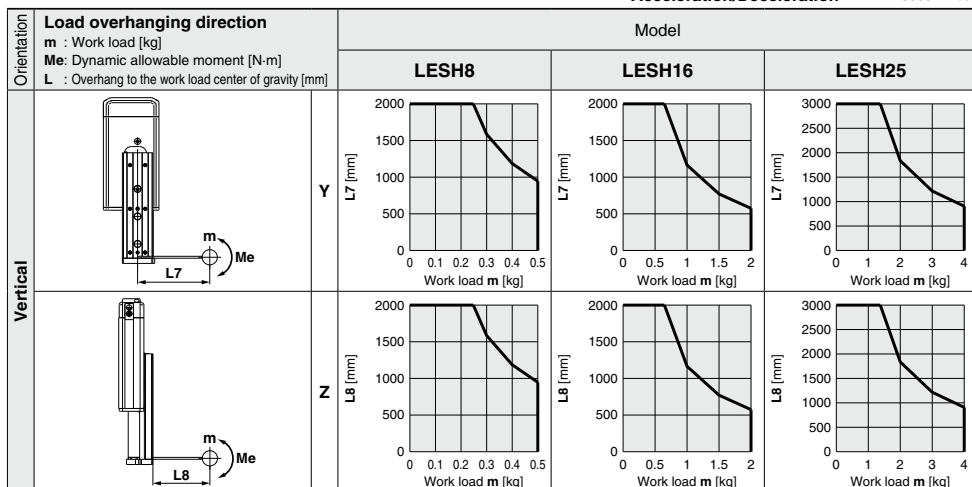 Orientation
Load overhanging direction
m : Work load [kg]
Me: Dynamic allowable moment [N·m]
L : Overhang to the work load center of gravity [mm]
Model
LESH8
LESH16
LESH25
Vertical
m
Me
L7
Y
L7 [mm]
2000
1500
1000
500
0
0 0.1 0.2 0.3 0.4 0.5
Work load m [kg]
L7 [mm]
2000
1500
1000
500
0
0 0.5 1 1.5 2
Work load m [kg]
L7 [mm]
3000
2500
2000
1500
1000
500
0
0 1 2 3 4
Work load m [kg]
m
Me
L8
Z
L8 [mm]
2000
1500
1000
500
0
0 0.1 0.2 0.3 0.4 0.5
Work load m [kg]
L8 [mm]
2000
1500
1000
500
0
0 0.5 1 1.5 2
Work load m [kg]
L8 [mm]
3000
2500
2000
1500
1000
500
0
0 1 2 3 4
Work load m [kg]